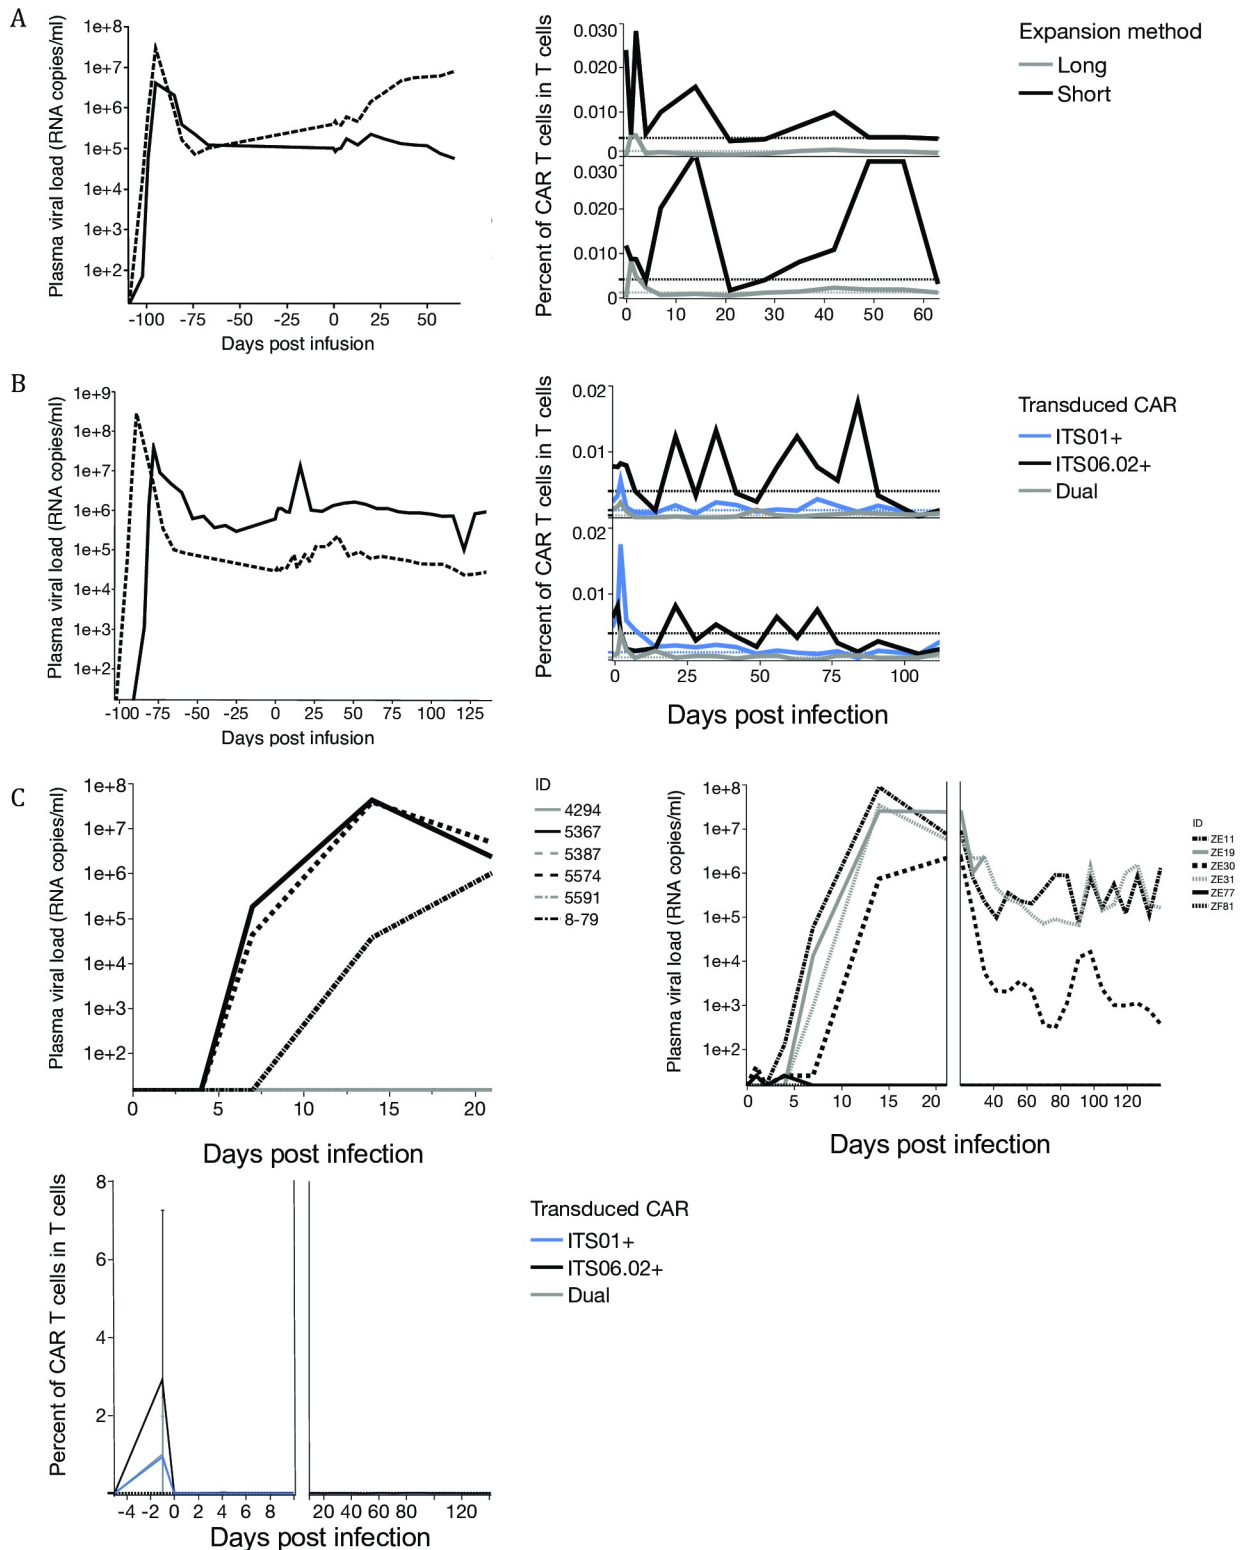 A
Plasma viral load (RNA copies/ml)
1e+8
1e+7
1e+6
1e+5
1e+4
1e+3
1e+2
-100 -75 -50 -25 0 25 50
Days post infusion
Percent of CAR T cells in T cells
0.030
0.020
0.010
0
0.030
0.020
0.010
0
0 10 20 30 40 50 60
Expansion method
Long
Short
B
Plasma viral load (RNA copies/ml)
1e+9
1e+8
1e+7
1e+6
1e+5
1e+4
1e+3
1e+2
-100 -75 -50 -25 0 25 50 75 100 125
Days post infusion
Percent of CAR T cells in T cells
0.02
0.01
0.02
0.01
0 25 50 75 100
Days post infection
Transduced CAR
ITS01+
ITS06.02+
Dual
C
Plasma viral load (RNA copies/ml)
1e+8
1e+7
1e+6
1e+5
1e+4
1e+3
1e+2
0 5 10 15 20
Days post infection
ID
4294
5367
5387
5574
5591
8-79
Plasma viral load (RNA copies/ml)
1e+8
1e+7
1e+6
1e+5
1e+4
1e+3
1e+2
0 5 10 15 20 40 60 80 100 120
Days post infection
ID
ZE11
ZE19
ZE30
ZE31
ZE77
ZF81
Percent of CAR T cells in T cells
8
6
4
2
-4 -2 0 2 4 6 8 20 40 60 80 120
Days post infection
Transduced CAR
ITS01+
ITS06.02+
Dual